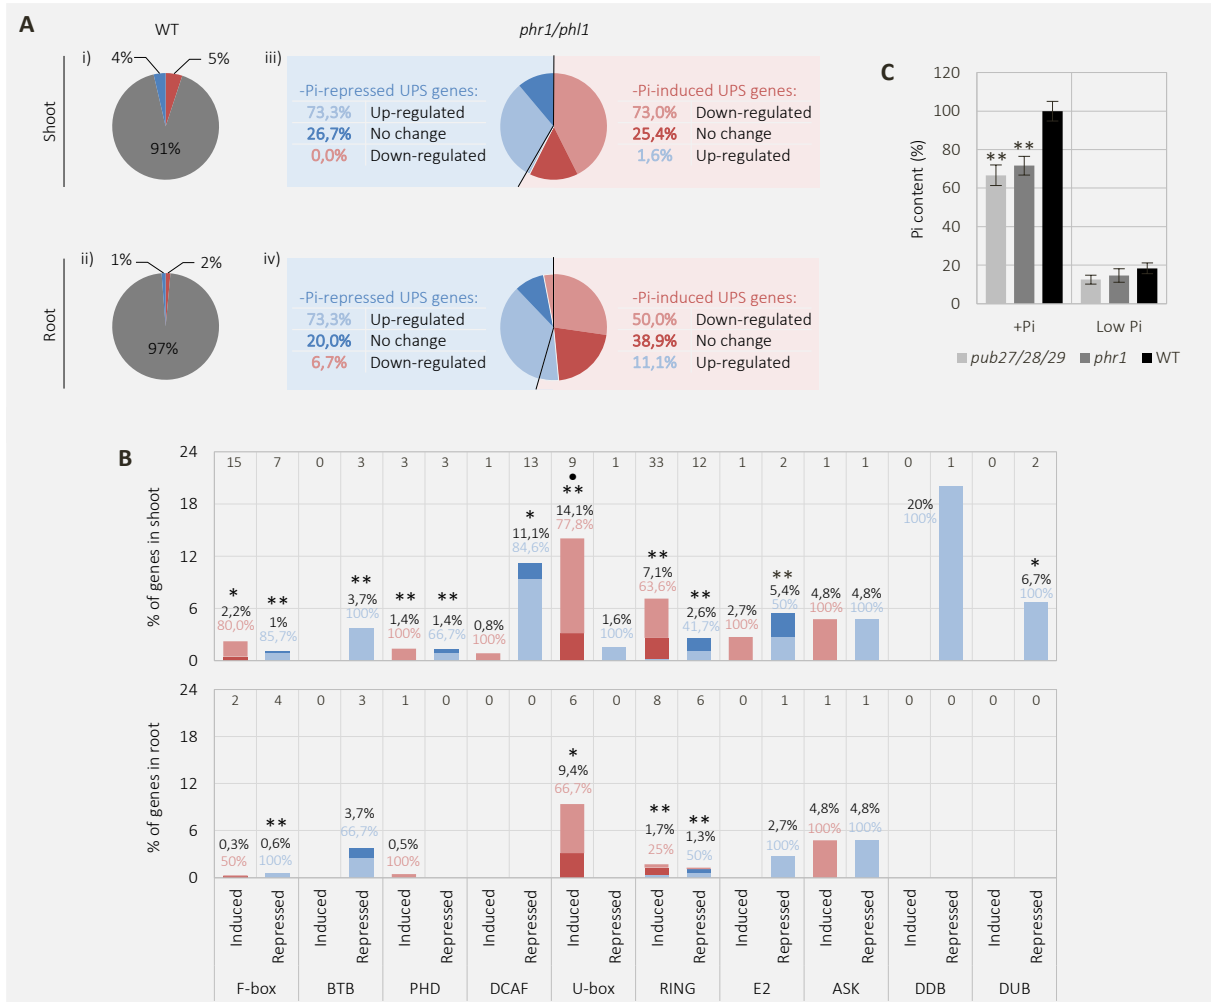 A
WT
phr1/phl1
Shoot
i)
4%
5%
91%
iii)
-Pi-repressed UPS genes:
73,3% Up-regulated
26,7% No change
0,0% Down-regulated
-Pi-induced UPS genes:
73,0% Down-regulated
25,4% No change
1,6% Up-regulated
Root
ii)
1%
2%
97%
iv)
-Pi-repressed UPS genes:
73,3% Up-regulated
20,0% No change
6,7% Down-regulated
-Pi-induced UPS genes:
50,0% Down-regulated
38,9% No change
11,1% Up-regulated
C
Pi content (%)
120
100
80
60
40
20
0
** **
+Pi Low Pi
pub27/28/29 phr1 WT
B
% of genes in shoot
24
18
12
6
0
15 7 0 3 3 3 1 13 9 1 33 12 1 2 1 1 0 1 0 2
*
2,2%
80,0%
**
1%
85,7%
**
3,7%
100%
**
1,4%
100%
**
1,4%
66,7%
0,8%
100%
*
11,1%
84,6%
•
**
14,1%
77,8%
1,6%
100%
**
7,1%
63,6%
**
2,6%
41,7%
2,7%
100%
**
5,4%
50%
4,8%
100%
4,8%
100%
20%
100%
*
6,7%
100%
% of genes in root
24
18
12
6
0
2 4 0 3 1 0 0 0 6 0 8 6 0 1 1 1 0 0 0 0
0,3%
50%
**
0,6%
100%
3,7%
66,7%
0,5%
100%
*
9,4%
66,7%
**
1,7%
25%
**
1,3%
50%
2,7%
100%
4,8%
100%
4,8%
100%
Induced Repressed Induced Repressed Induced Repressed Induced Repressed Induced Repressed Induced Repressed Induced Repressed Induced Repressed Induced Repressed Induced Repressed
F-box BTB PHD DCAF U-box RING E2 ASK DDB DUB